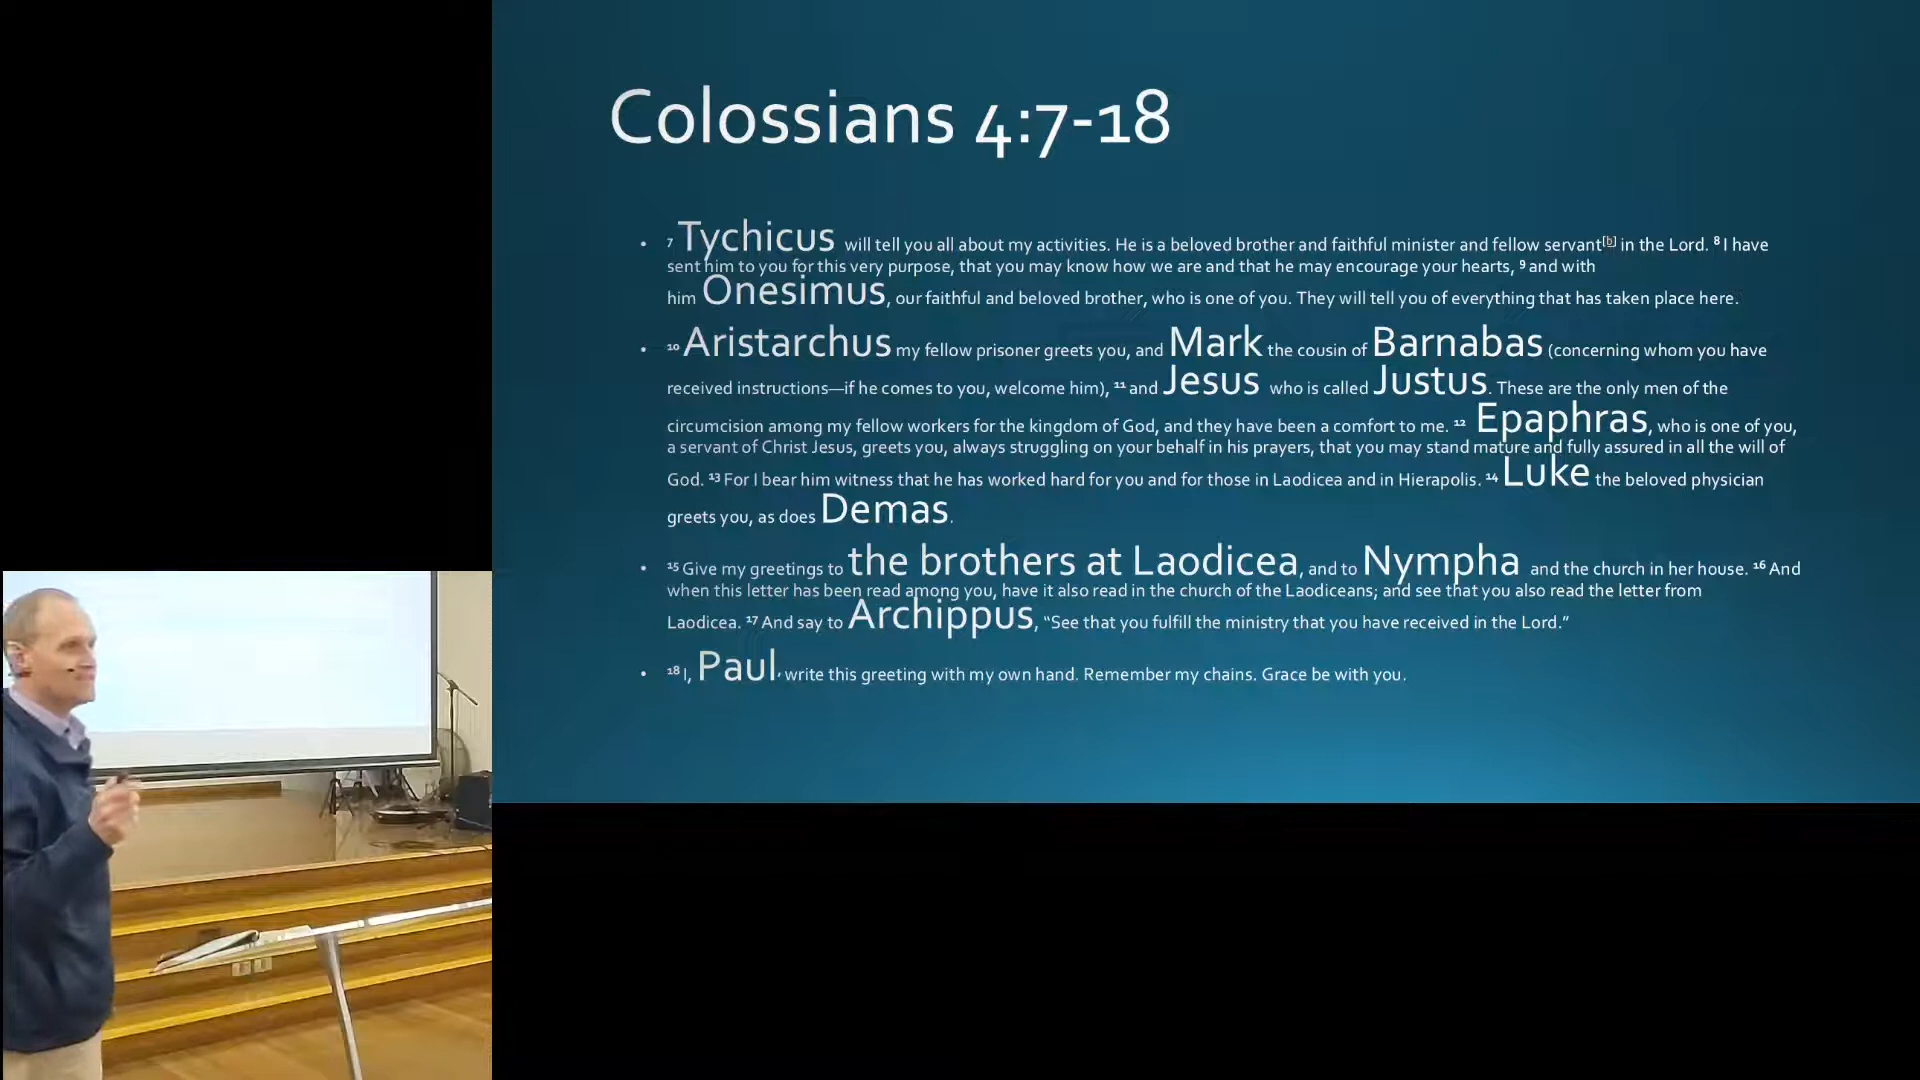 Colossians 4:7-18
• ⁷ Tychicus will tell you all about my activities. He is a beloved brother and faithful minister and fellow servant[b] in the Lord. ⁸ I have
sent him to you for this very purpose, that you may know how we are and that he may encourage your hearts, ⁹ and with
him Onesimus, our faithful and beloved brother, who is one of you. They will tell you of everything that has taken place here.
• ¹⁰ Aristarchus my fellow prisoner greets you, and Mark the cousin of Barnabas (concerning whom you have
received instructions—if he comes to you, welcome him), ¹¹ and Jesus who is called Justus. These are the only men of the
circumcision among my fellow workers for the kingdom of God, and they have been a comfort to me. ¹² Epaphras, who is one of you,
a servant of Christ Jesus, greets you, always struggling on your behalf in his prayers, that you may stand mature and fully assured in all the will of
God. ¹³ For I bear him witness that he has worked hard for you and for those in Laodicea and in Hierapolis. ¹⁴ Luke the beloved physician
greets you, as does Demas.
• ¹⁵ Give my greetings to the brothers at Laodicea, and to Nympha and the church in her house. ¹⁶ And
when this letter has been read among you, have it also read in the church of the Laodiceans; and see that you also read the letter from
Laodicea. ¹⁷ And say to Archippus, “See that you fulfill the ministry that you have received in the Lord.”
• ¹⁸ I, Paul, write this greeting with my own hand. Remember my chains. Grace be with you.